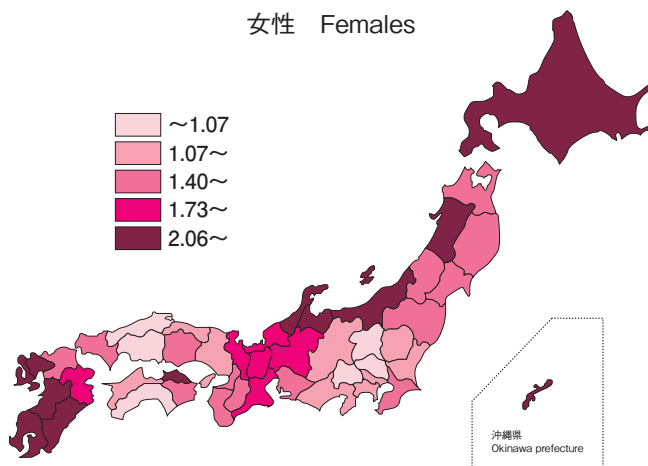 女性　Females
～1.07
1.07～
1.40～
1.73～
2.06～
沖縄県
Okinawa prefecture